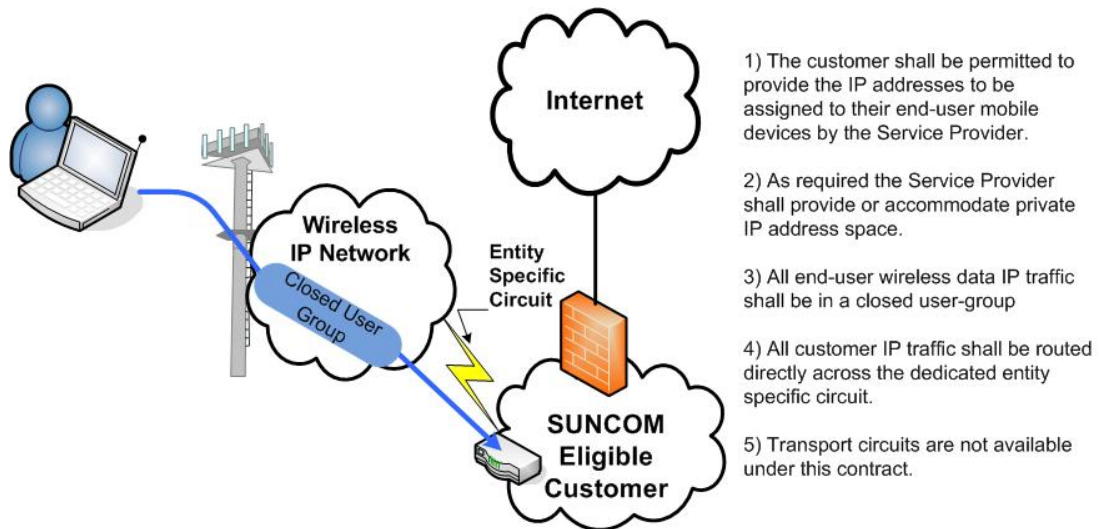 Internet
Wireless
IP Network
Closed User
Group
Entity
Specific
Circuit
SUNCOM
Eligible
Customer
1) The customer shall be permitted to
provide the IP addresses to be
assigned to their end-user mobile
devices by the Service Provider.
2) As required the Service Provider
shall provide or accommodate private
IP address space.
3) All end-user wireless data IP traffic
shall be in a closed user-group
4) All customer IP traffic shall be routed
directly across the dedicated entity
specific circuit.
5) Transport circuits are not available
under this contract.